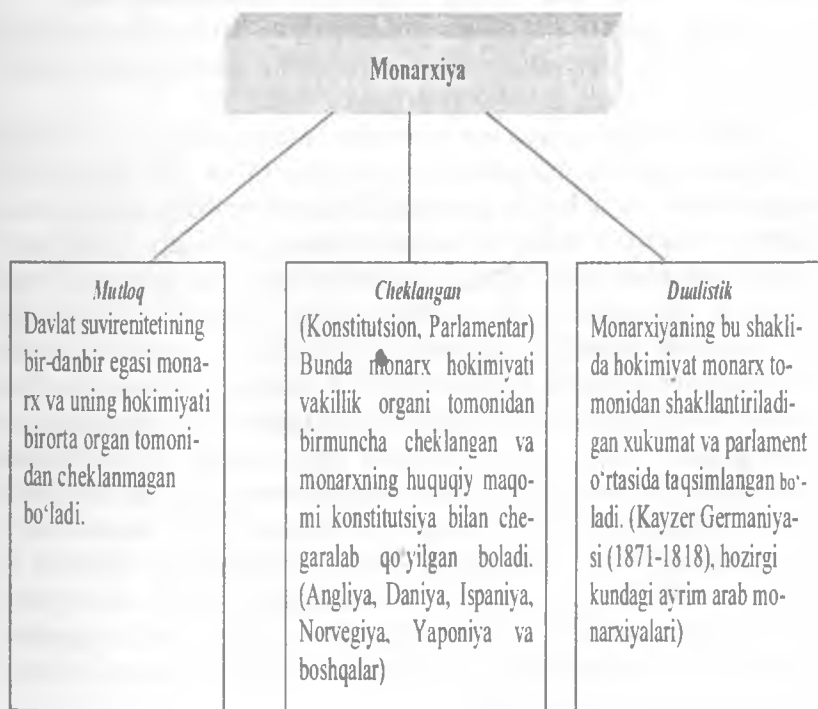 Monarxiya
Mutloq
Davlat suvirenitetining
bir-danbir egasi mona-
rx va uning hokimiyati
birorta organ tomoni-
dan cheklanmagan
bo‘ladi.
Cheklangan
(Konstitutsion, Parlamentar)
Bunda monarx hokimiyati
vakillik organi tomonidan
birmuncha cheklangan va
monarxning huquqiy maqo-
mi konstitutsiya bilan che-
garalab qo‘yilgan boladi.
(Angliya, Daniya, Ispaniya,
Norvegiya, Yaponiya va
boshqalar)
Dualistik
Monarxiyaning bu shakli-
da hokimiyat monarx to-
monidan shakllantiriladi-
gan xukumat va parlament
o‘rtasida taqsimlangan bo‘-
ladi. (Kayzer Germaniya-
si (1871-1818), hozirgi
kundagi ayrim arab mo-
narxiyalari)